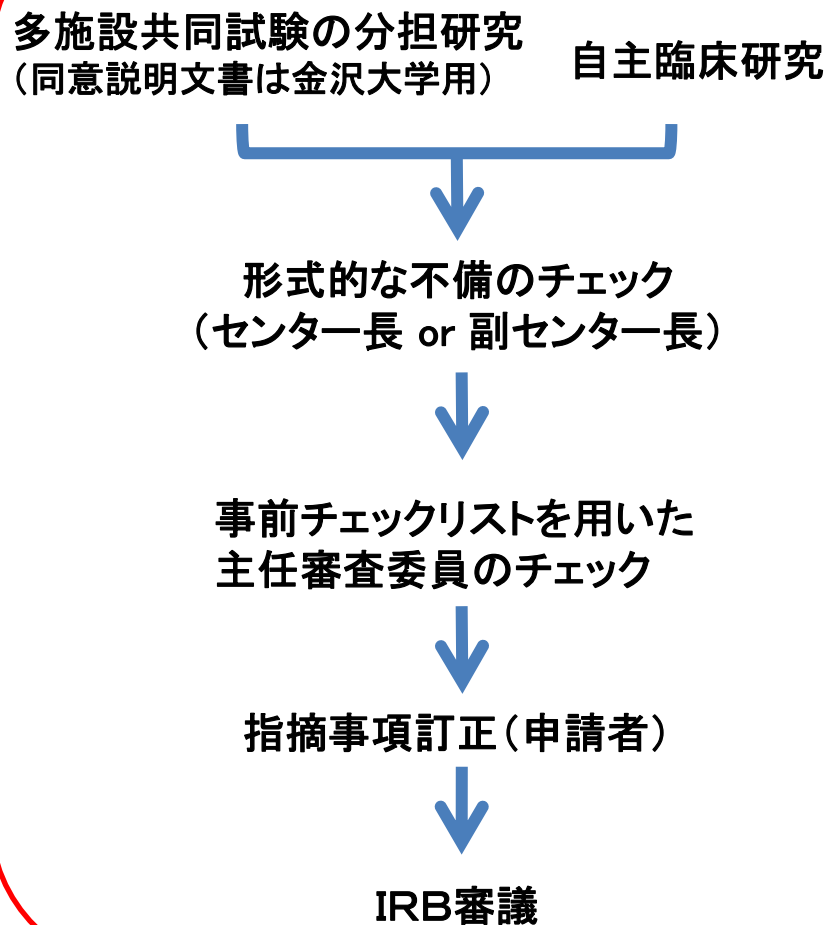 多施設共同試験の分担研究
（同意説明文書は金沢大学用）
自主臨床研究
形式的な不備のチェック
（センター長 or 副センター長）
事前チェックリストを用いた
主任審査委員のチェック
指摘事項訂正（申請者）
ＩＲＢ審議